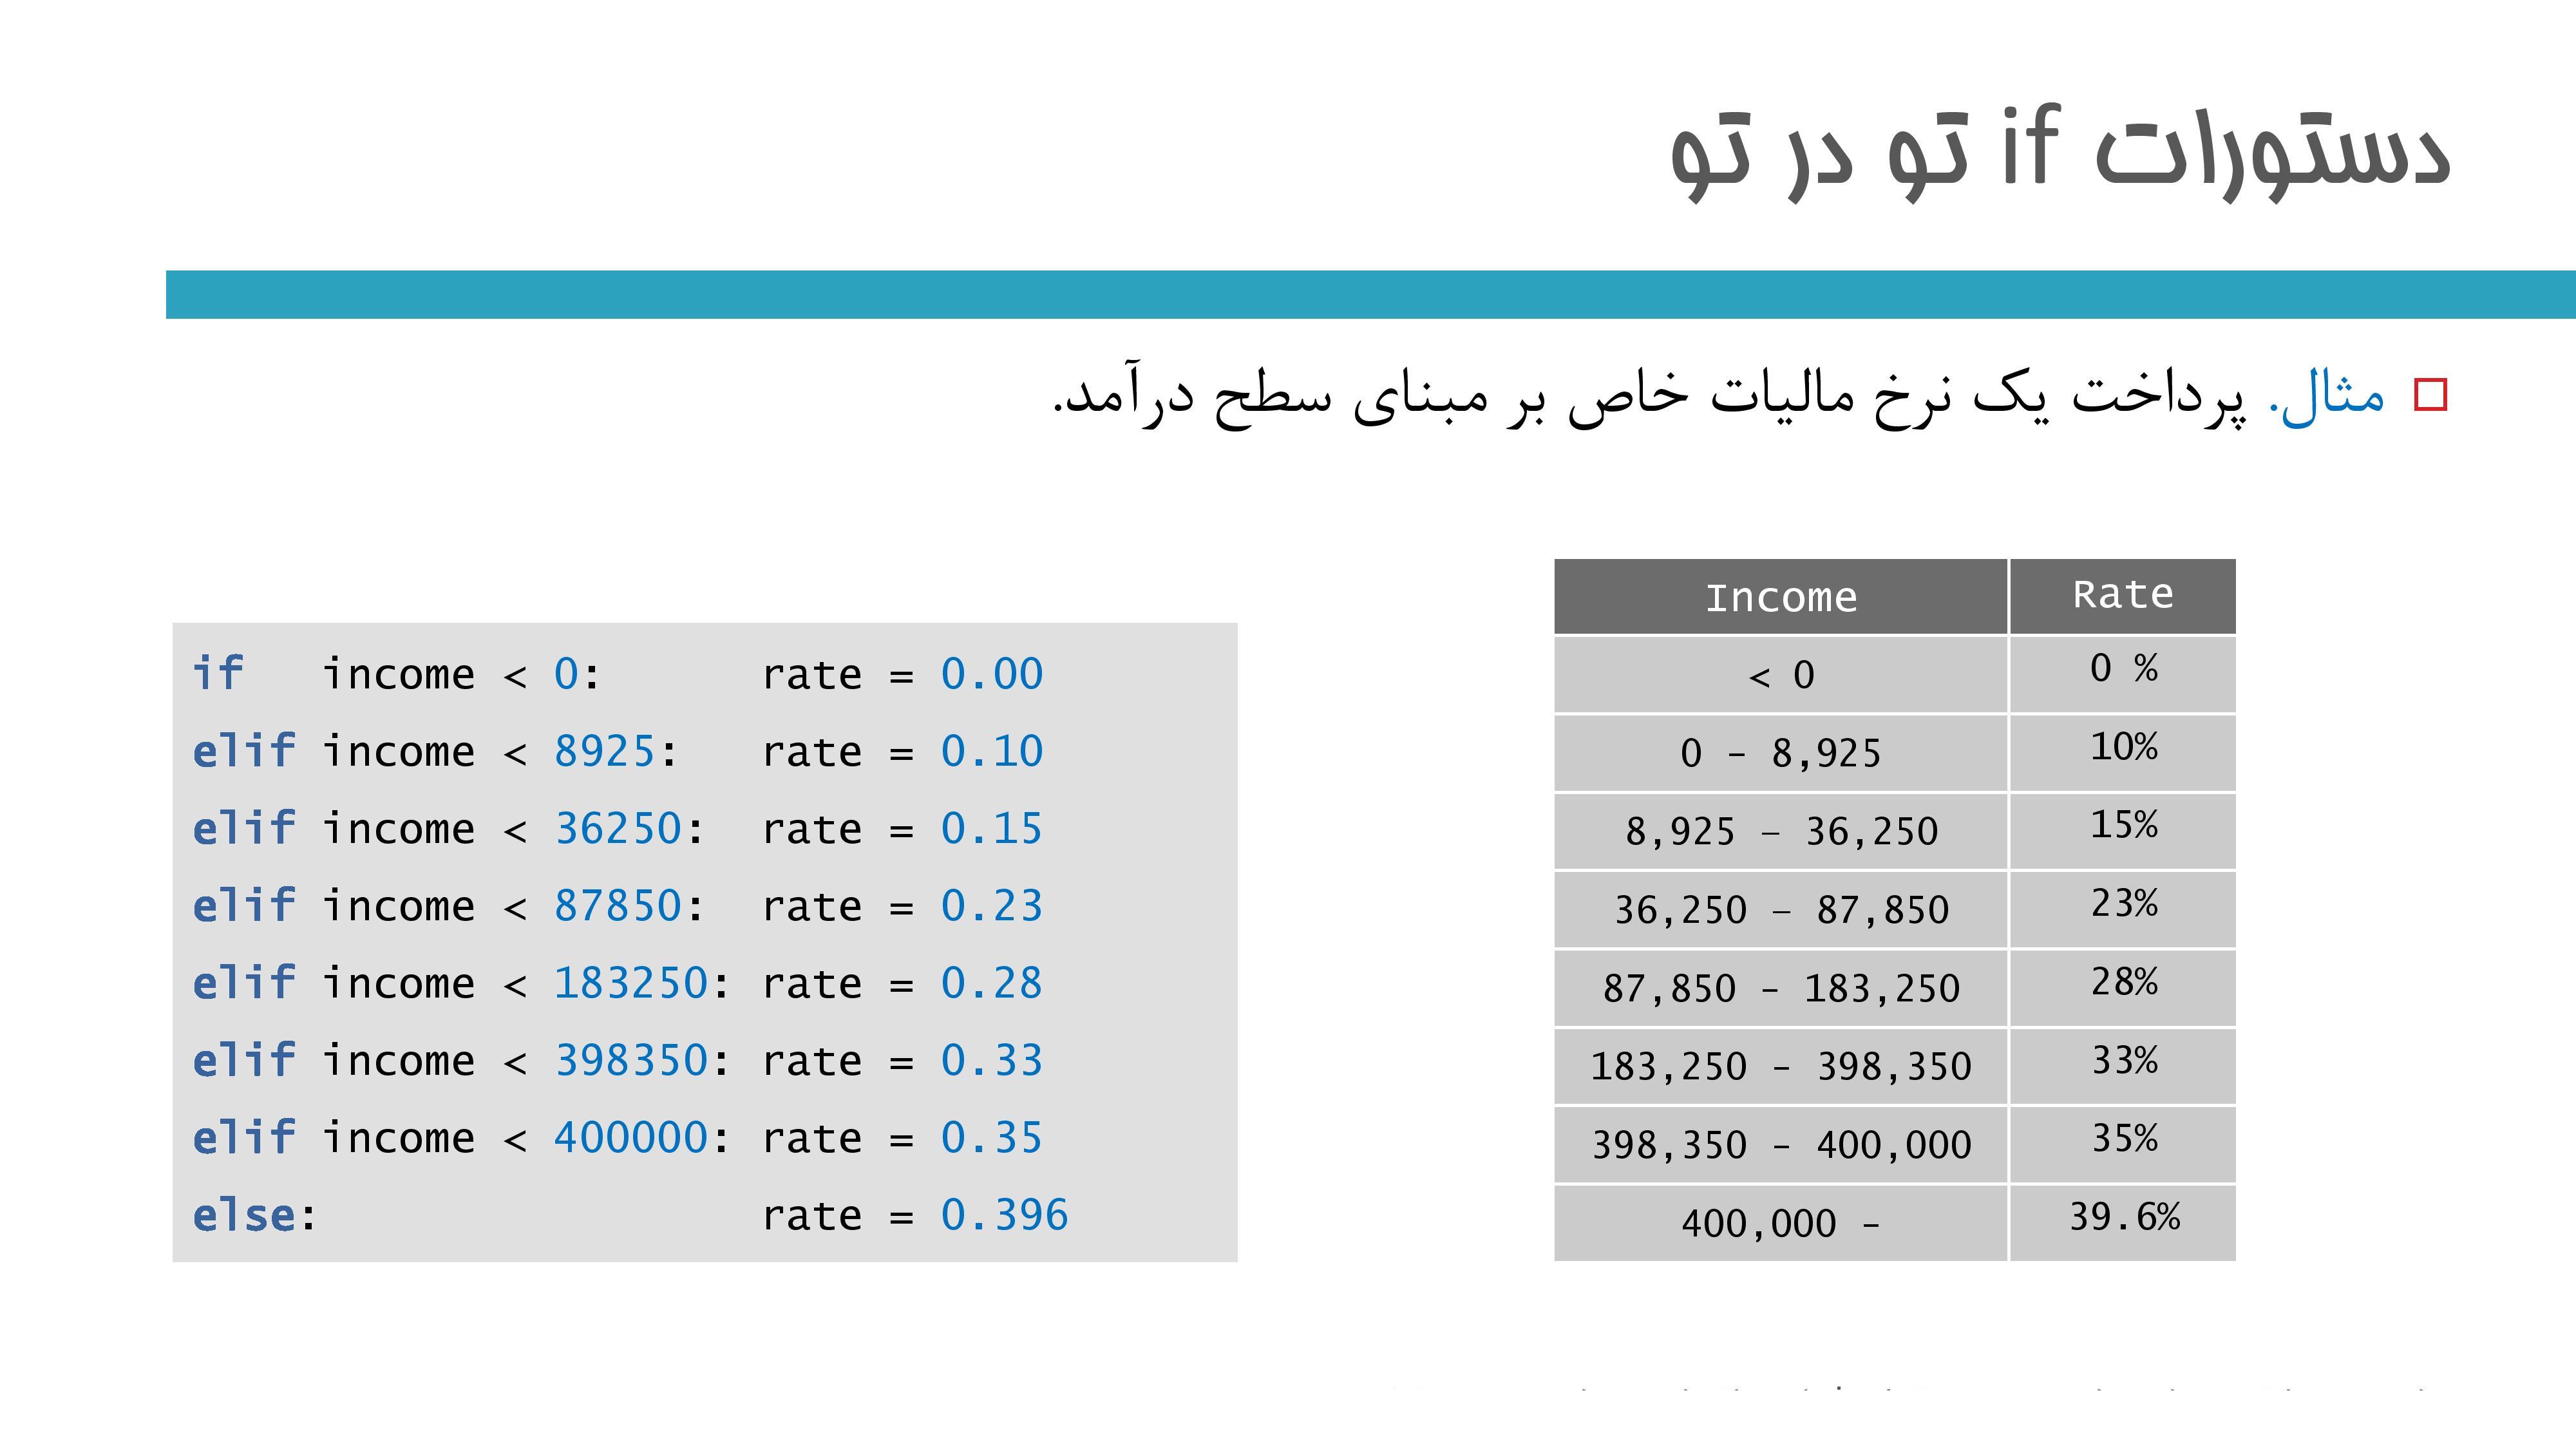 دستورات if تو در تو
مثال. پرداخت یک نرخ مالیات خاص بر مبنای سطح درآمد.
if   income < 0:      rate = 0.00
elif income < 8925:   rate = 0.10
elif income < 36250:  rate = 0.15
elif income < 87850:  rate = 0.23
elif income < 183250: rate = 0.28
elif income < 398350: rate = 0.33
elif income < 400000: rate = 0.35
else:                 rate = 0.396
Income Rate
< 0 0 %
0 - 8,925 10%
8,925 – 36,250 15%
36,250 – 87,850 23%
87,850 - 183,250 28%
183,250 - 398,350 33%
398,350 - 400,000 35%
400,000 - 39.6%